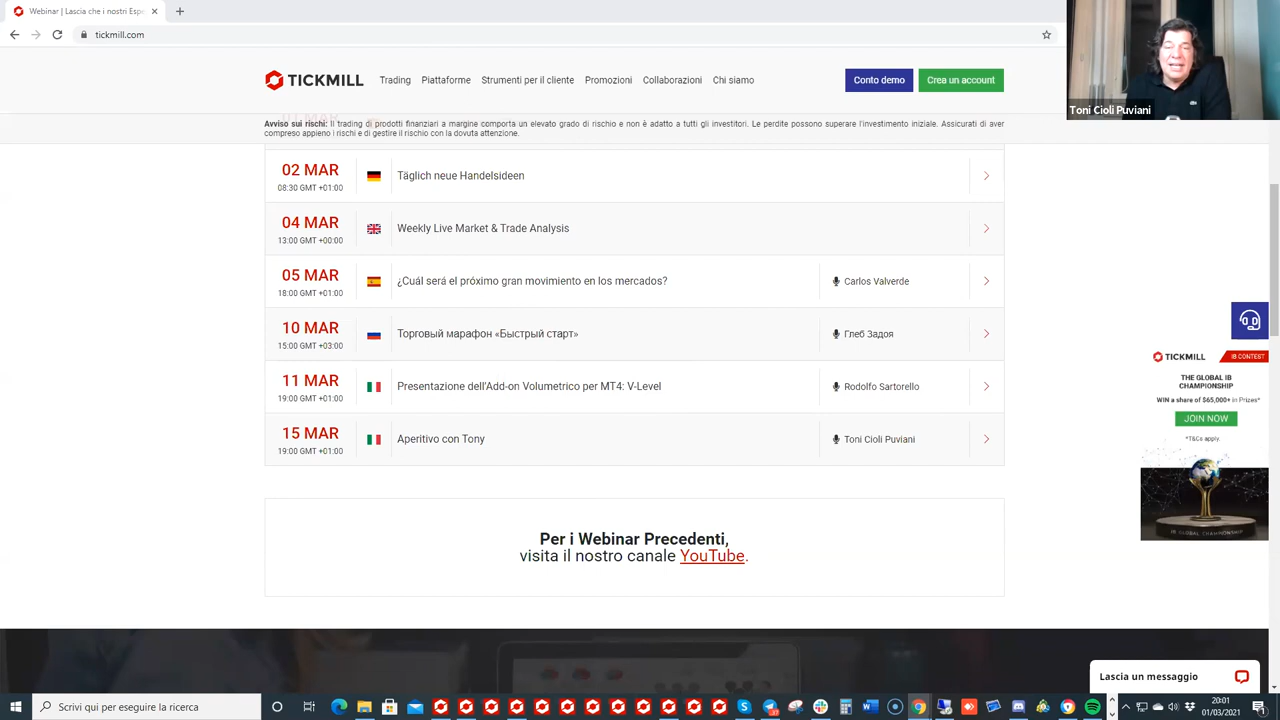 Webinar | Lascia che i nostri Espe
tickmill.com
TICKMILL
Trading
Piattaforme
Strumenti per il cliente
Promozioni
Collaborazioni
Chi siamo
Conto demo
Crea un account
Toni Cioli Puviani
01 MAR
Avviso sui rischi: Il trading di prodotti a margine comporta un elevato grado di rischio e non è adatto a tutti gli investitori. Le perdite possono superare l'investimento iniziale. Assicurati di aver
compreso appieno i rischi e di gestire il rischio con la dovuta attenzione.
02 MAR
08:30 GMT +01:00
Täglich neue Handelsideen
04 MAR
13:00 GMT +00:00
Weekly Live Market & Trade Analysis
05 MAR
18:00 GMT +01:00
¿Cuál será el próximo gran movimiento en los mercados?
Carlos Valverde
10 MAR
15:00 GMT +03:00
Торговый марафон «Быстрый старт»
Глеб Задоя
11 MAR
19:00 GMT +01:00
Presentazione dell'Add-on Volumetrico per MT4: V-Level
Rodolfo Sartorello
15 MAR
19:00 GMT +01:00
Aperitivo con Tony
Toni Cioli Puviani
Per i Webinar Precedenti,
visita il nostro canale YouTube.
TICKMILL
IB CONTEST
THE GLOBAL IB
CHAMPIONSHIP
WIN a share of $65,000+ in Prizes*
JOIN NOW
*T&Cs apply.
IB GLOBAL CHAMPIONSHIP
Lascia un messaggio
Scrivi qui per eseguire la ricerca
20:01
01/03/2021